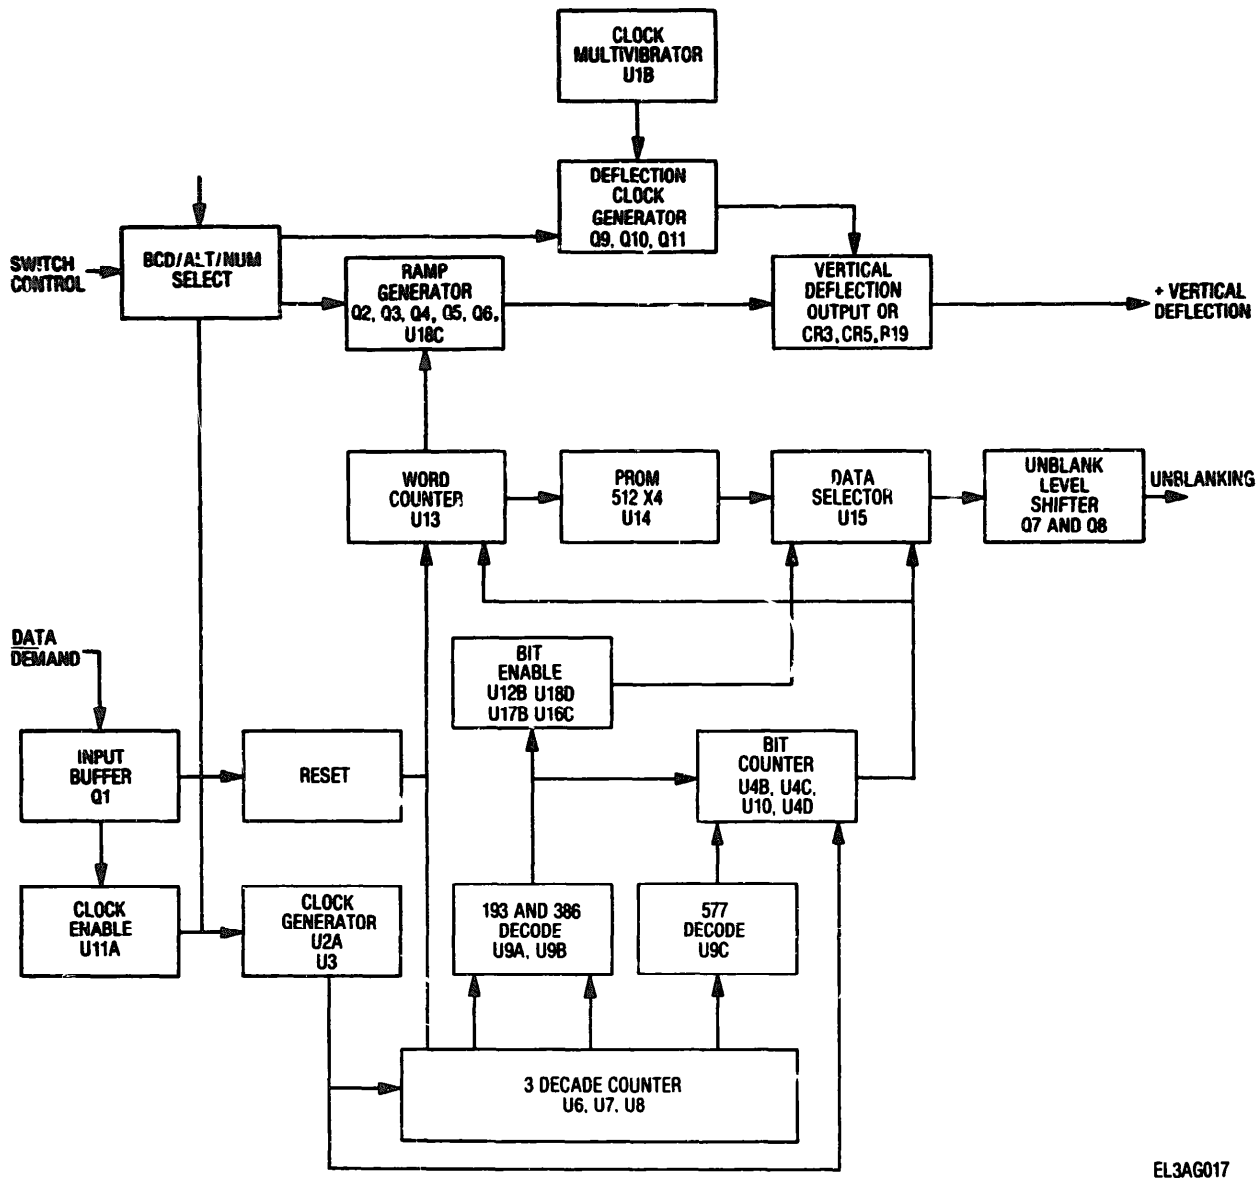 CLOCK
MULTIVIBRATOR
U1B
DEFLECTION
CLOCK
GENERATOR
Q9, Q10, Q11
SWITCH
CONTROL
BCD/ALT/NUM
SELECT
RAMP
GENERATOR
Q2, Q3, Q4, Q5, Q6,
U18C
VERTICAL
DEFLECTION
OUTPUT OR
CR3, CR5, R19
+ VERTICAL
DEFLECTION
WORD
COUNTER
U13
PROM
512 X4
U14
DATA
SELECTOR
U15
UNBLANK
LEVEL
SHIFTER
Q7 AND Q8
UNBLANKING
DATA
DEMAND
BIT
ENABLE
U12B U18D
U17B U16C
INPUT
BUFFER
Q1
RESET
BIT
COUNTER
U4B, U4C,
U10, U4D
CLOCK
ENABLE
U11A
CLOCK
GENERATOR
U2A
U3
193 AND 386
DECODE
U9A, U9B
577
DECODE
U9C
3 DECADE COUNTER
U6, U7, U8
EL3AG017